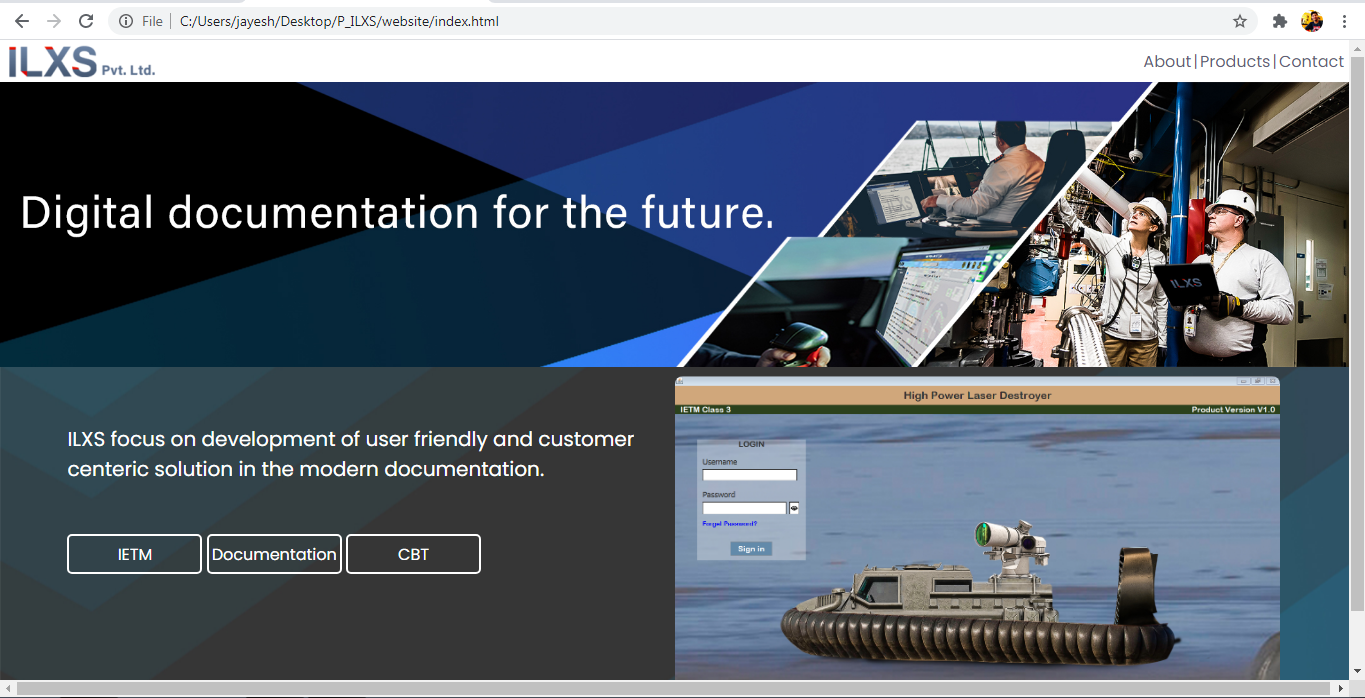 File | C:/Users/jayesh/Desktop/P_ILXS/website/index.html
ILXS Pvt. Ltd.
About|Products|Contact
Digital documentation for the future.
ILXS
High Power Laser Destroyer
IETM Class 3 Product Version V1.0
ILXS focus on development of user friendly and customer
centeric solution in the modern documentation.
LOGIN
Username
Password
Forget Password?
Sign in
IETM Documentation CBT